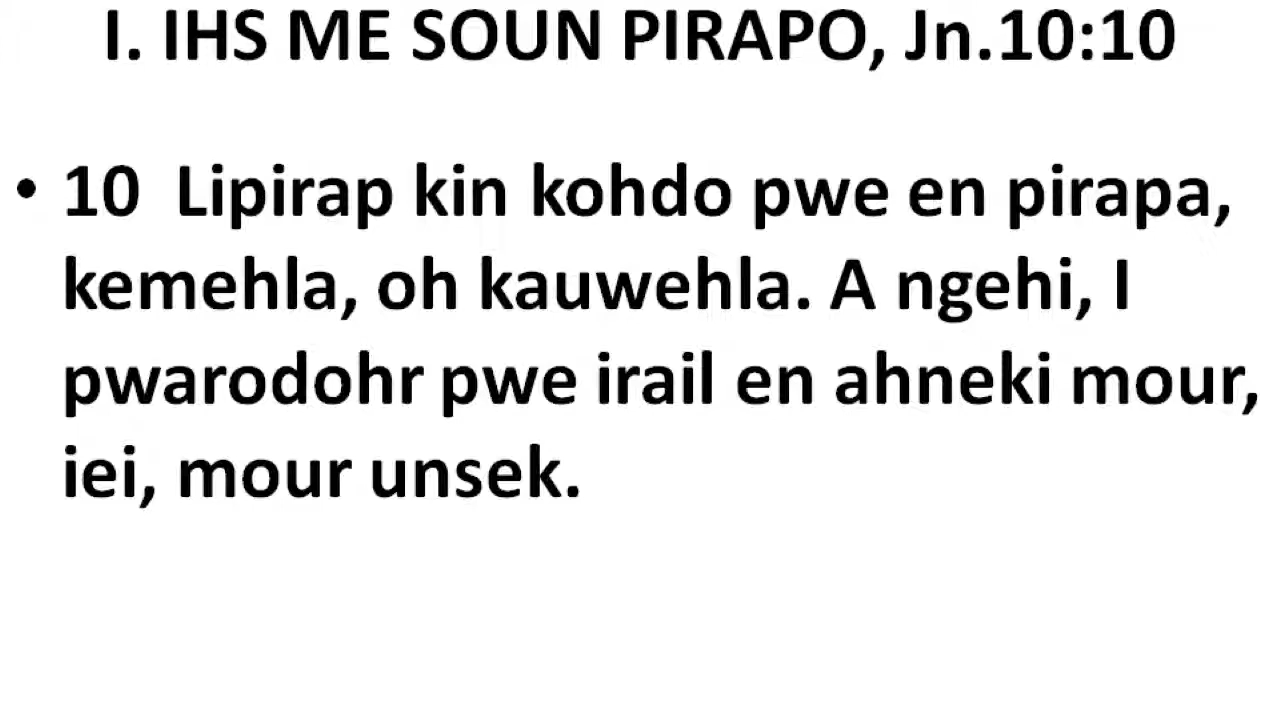 I. IHS ME SOUN PIRAPO, Jn.10:10
• 10 Lipirap kin kohdo pwe en pirapa,
kemehla, oh kauwehla. A ngehi, I
pwarodohr pwe irail en ahneki mour,
iei, mour unsek.